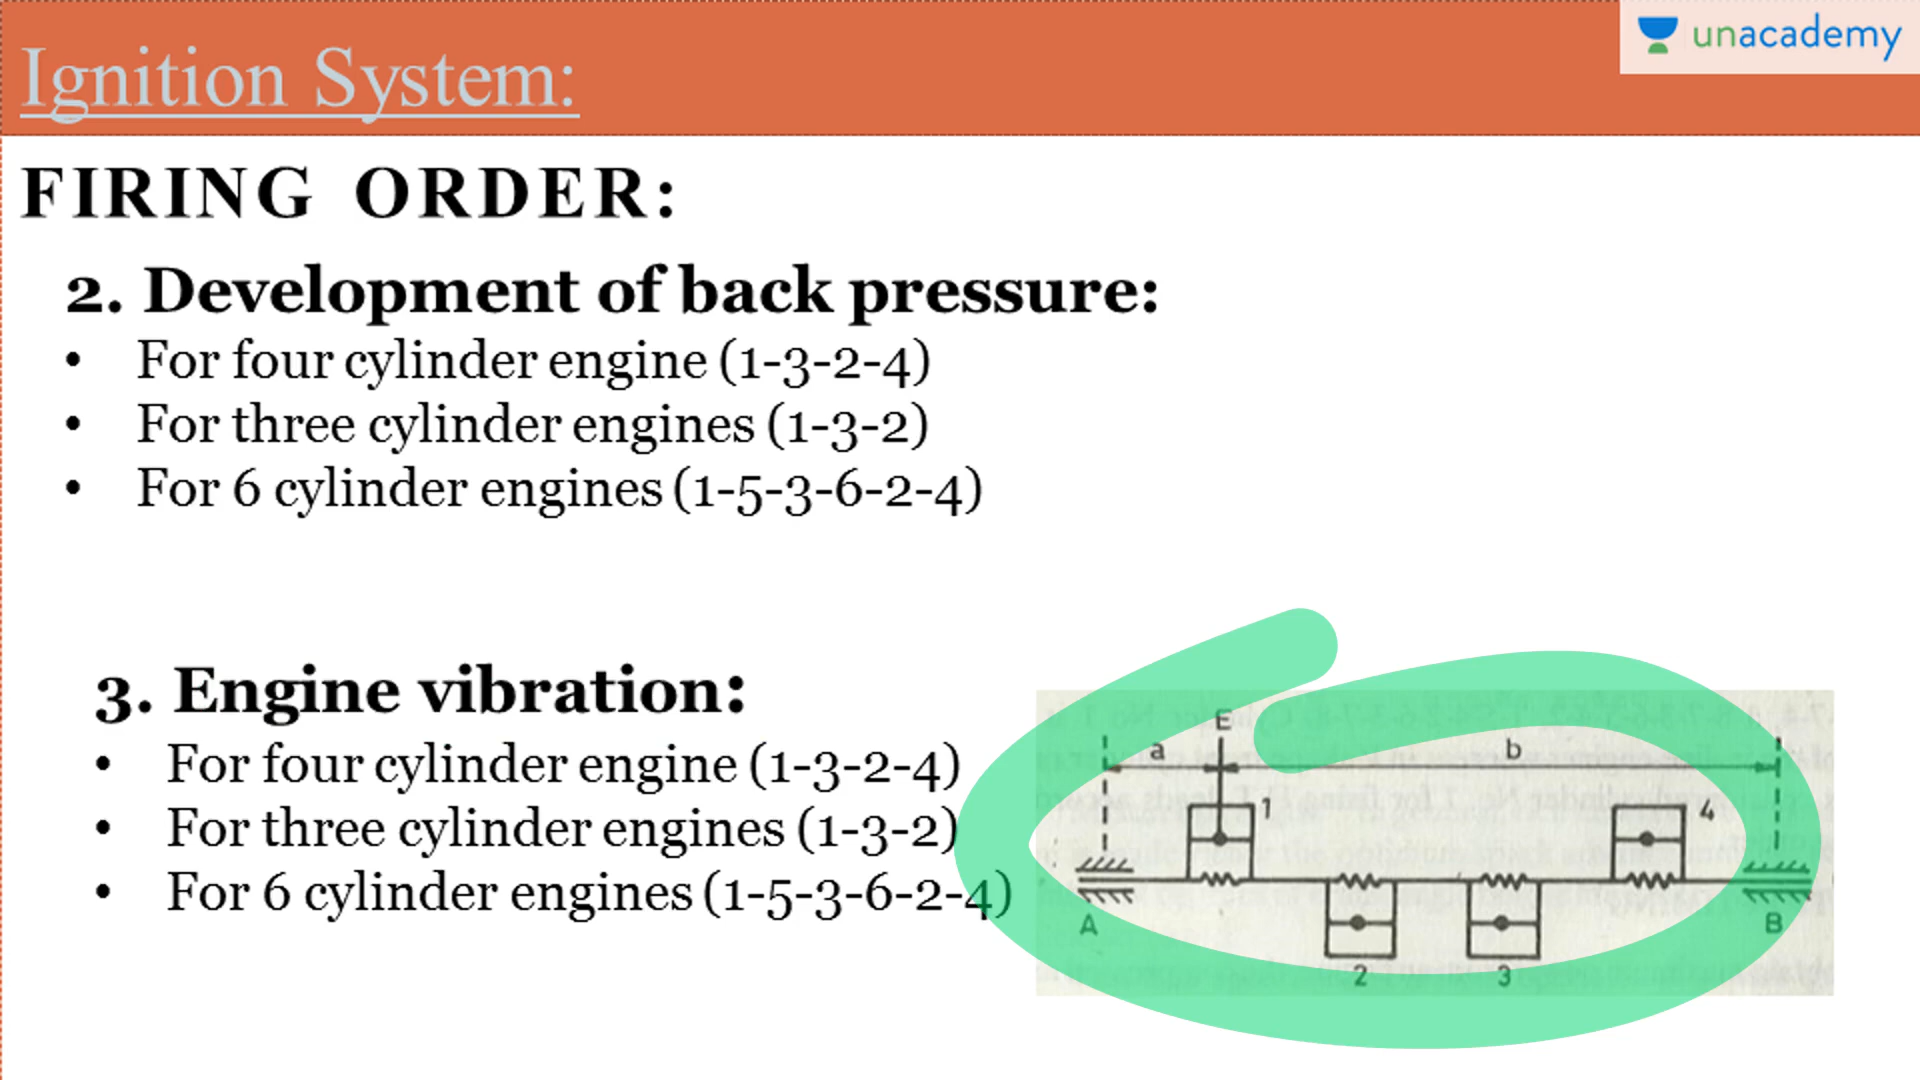 Ignition System:
unacademy
FIRING ORDER:
2. Development of back pressure:
• For four cylinder engine (1-3-2-4)
• For three cylinder engines (1-3-2)
• For 6 cylinder engines (1-5-3-6-2-4)
3. Engine vibration:
• For four cylinder engine (1-3-2-4)
• For three cylinder engines (1-3-2)
• For 6 cylinder engines (1-5-3-6-2-4)
E
a
b
1
4
A
B
2
3